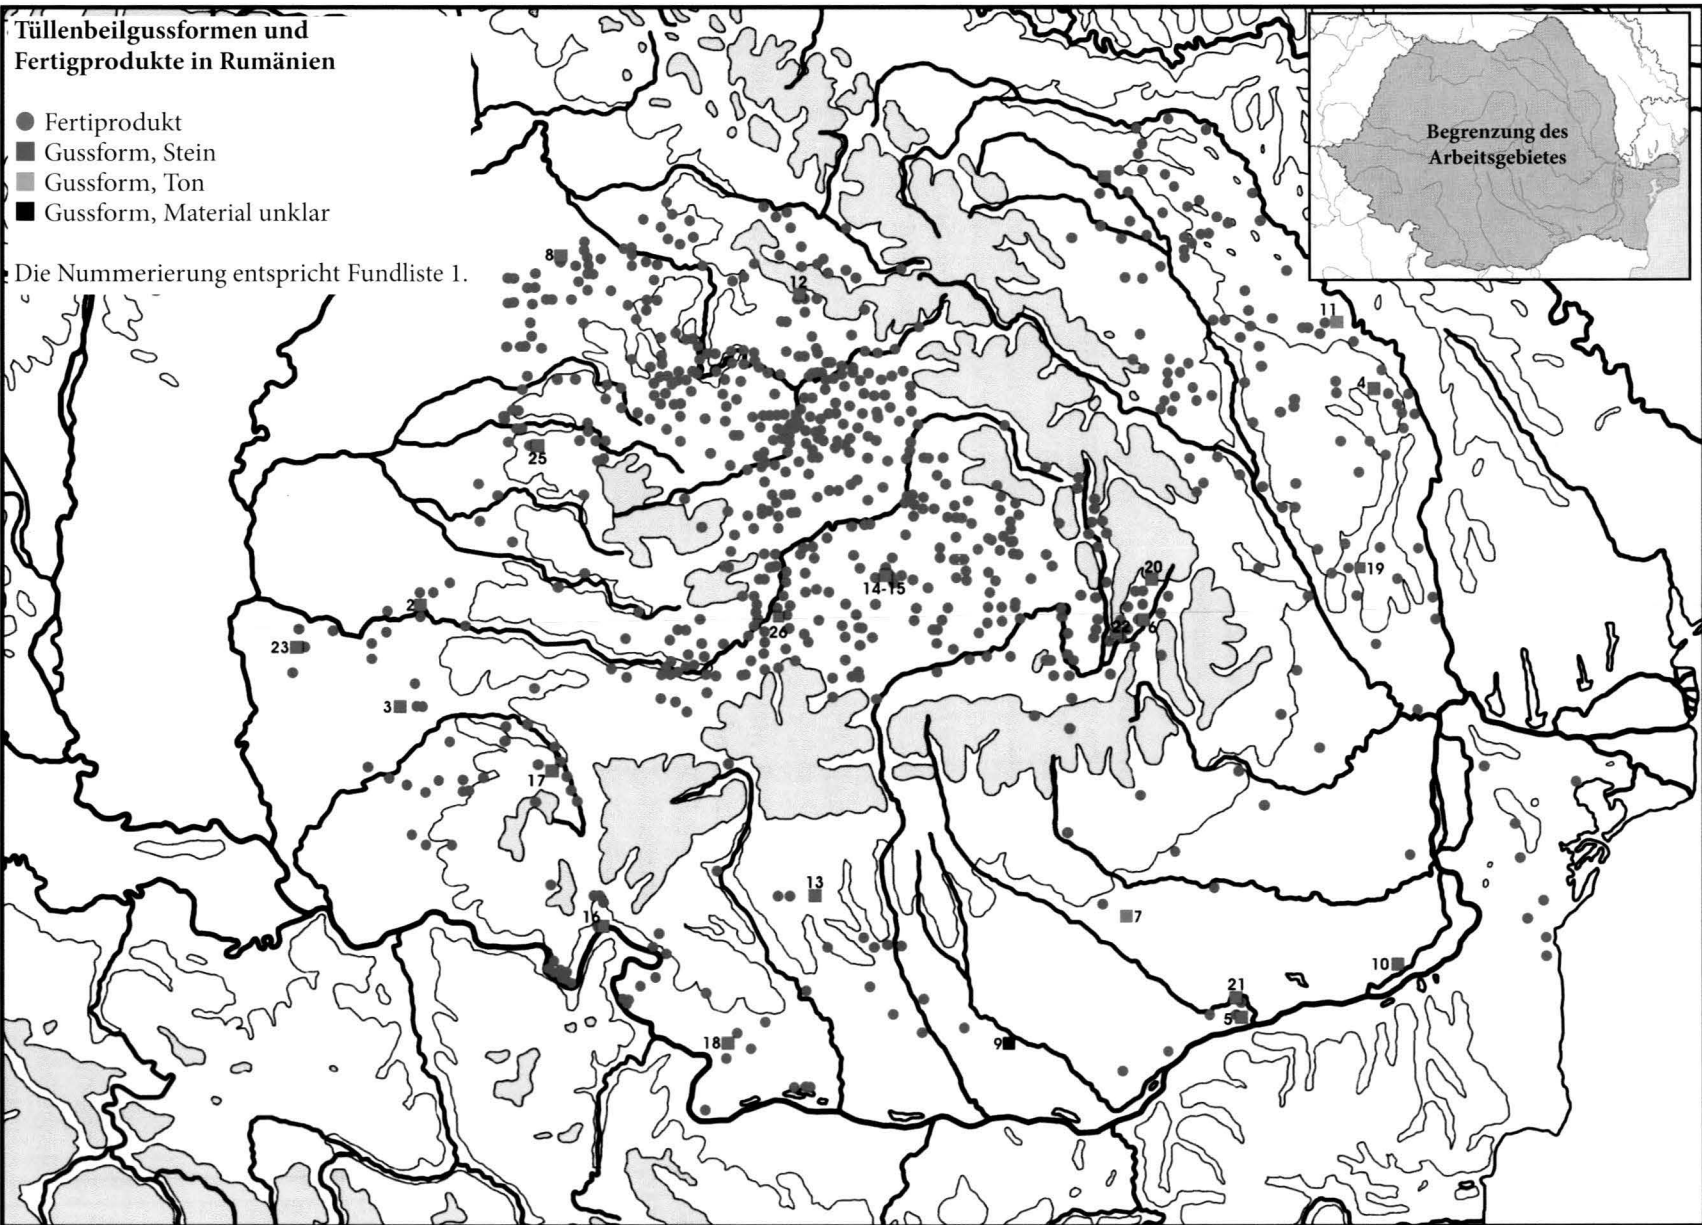 Tüllenbeilgussformen und
Fertigprodukte in Rumänien
Fertiprodukt
Gussform, Stein
Gussform, Ton
Gussform, Material unklar
Die Nummerierung entspricht Fundliste 1.
Begrenzung des
Arbeitsgebietes
8
12
11
4
25
14-15
20
19
2
26
22
6
23
3
17
13
16
7
10
21
5
18
9